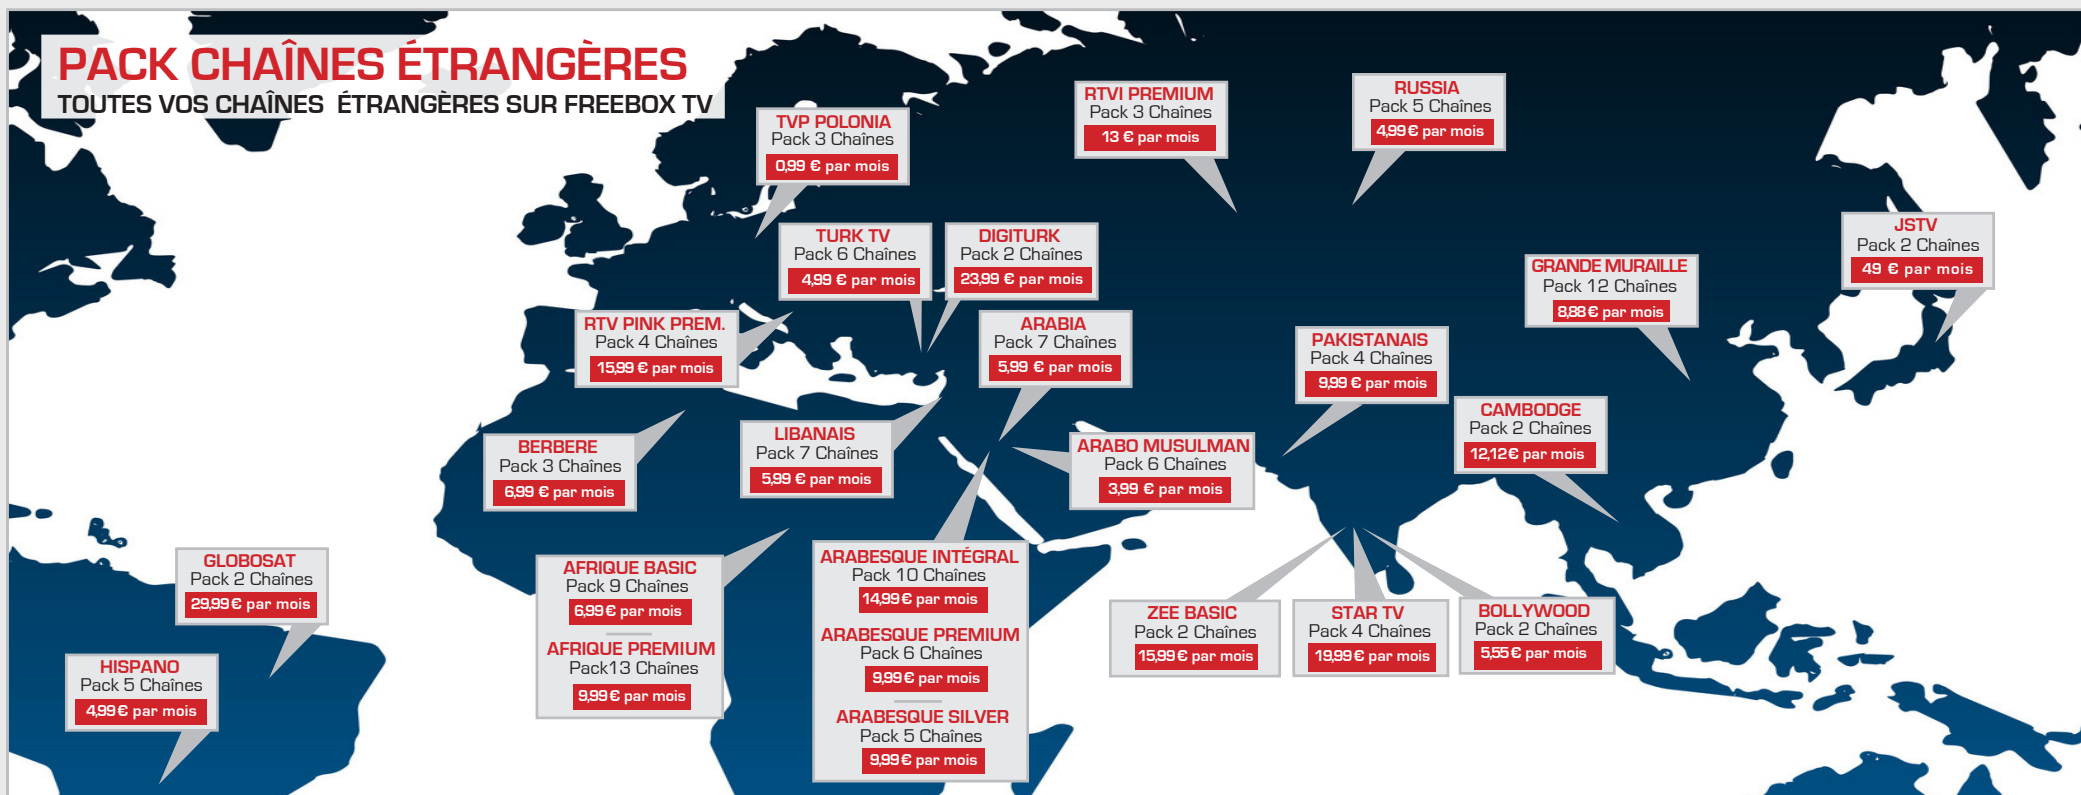 PACK CHAÎNES ÉTRANGÈRES
TOUTES VOS CHAÎNES ÉTRANGÈRES SUR FREEBOX TV
TVP POLONIA
Pack 3 Chaînes
0,99 € par mois
RTVI PREMIUM
Pack 3 Chaînes
13 € par mois
RUSSIA
Pack 5 Chaînes
4,99 € par mois
TURK TV
Pack 6 Chaînes
4,99 € par mois
DIGITURK
Pack 2 Chaînes
23,99 € par mois
JSTV
Pack 2 Chaînes
49 € par mois
GRANDE MURAILLE
Pack 12 Chaînes
8,88 € par mois
RTV PINK PREM.
Pack 4 Chaînes
15,99 € par mois
ARABIA
Pack 7 Chaînes
5,99 € par mois
PAKISTANAIS
Pack 4 Chaînes
9,99 € par mois
CAMBODGE
Pack 2 Chaînes
12,12 € par mois
BERBERE
Pack 3 Chaînes
6,99 € par mois
LIBANAIS
Pack 7 Chaînes
5,99 € par mois
ARABO MUSULMAN
Pack 6 Chaînes
3,99 € par mois
GLOBOSAT
Pack 2 Chaînes
29,99 € par mois
HISPANO
Pack 5 Chaînes
4,99 € par mois
AFRIQUE BASIC
Pack 9 Chaînes
6,99 € par mois
AFRIQUE PREMIUM
Pack13 Chaînes
9,99 € par mois
ARABESQUE INTÉGRAL
Pack 10 Chaînes
14,99 € par mois
ARABESQUE PREMIUM
Pack 6 Chaînes
9,99 € par mois
ARABESQUE SILVER
Pack 5 Chaînes
9,99 € par mois
ZEE BASIC
Pack 2 Chaînes
15,99 € par mois
STAR TV
Pack 4 Chaînes
19,99 € par mois
BOLLYWOOD
Pack 2 Chaînes
5,55 € par mois